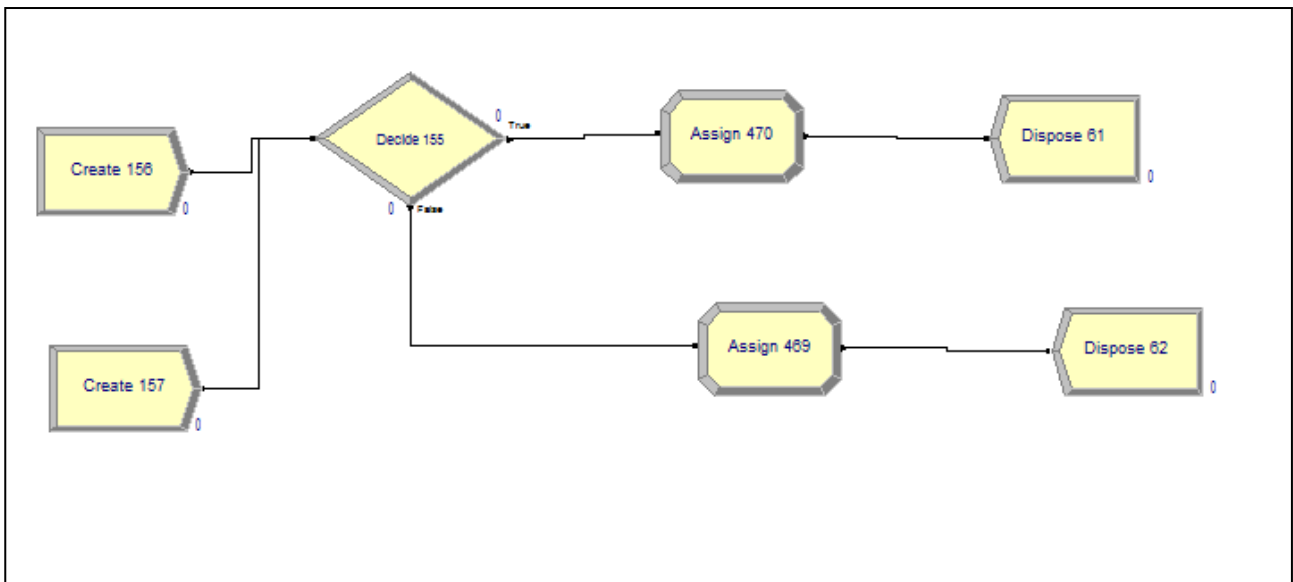 Create 156
0
Decide 155
0
True
0
False
Assign 470
Dispose 61
0
Create 157
0
Assign 469
Dispose 62
0